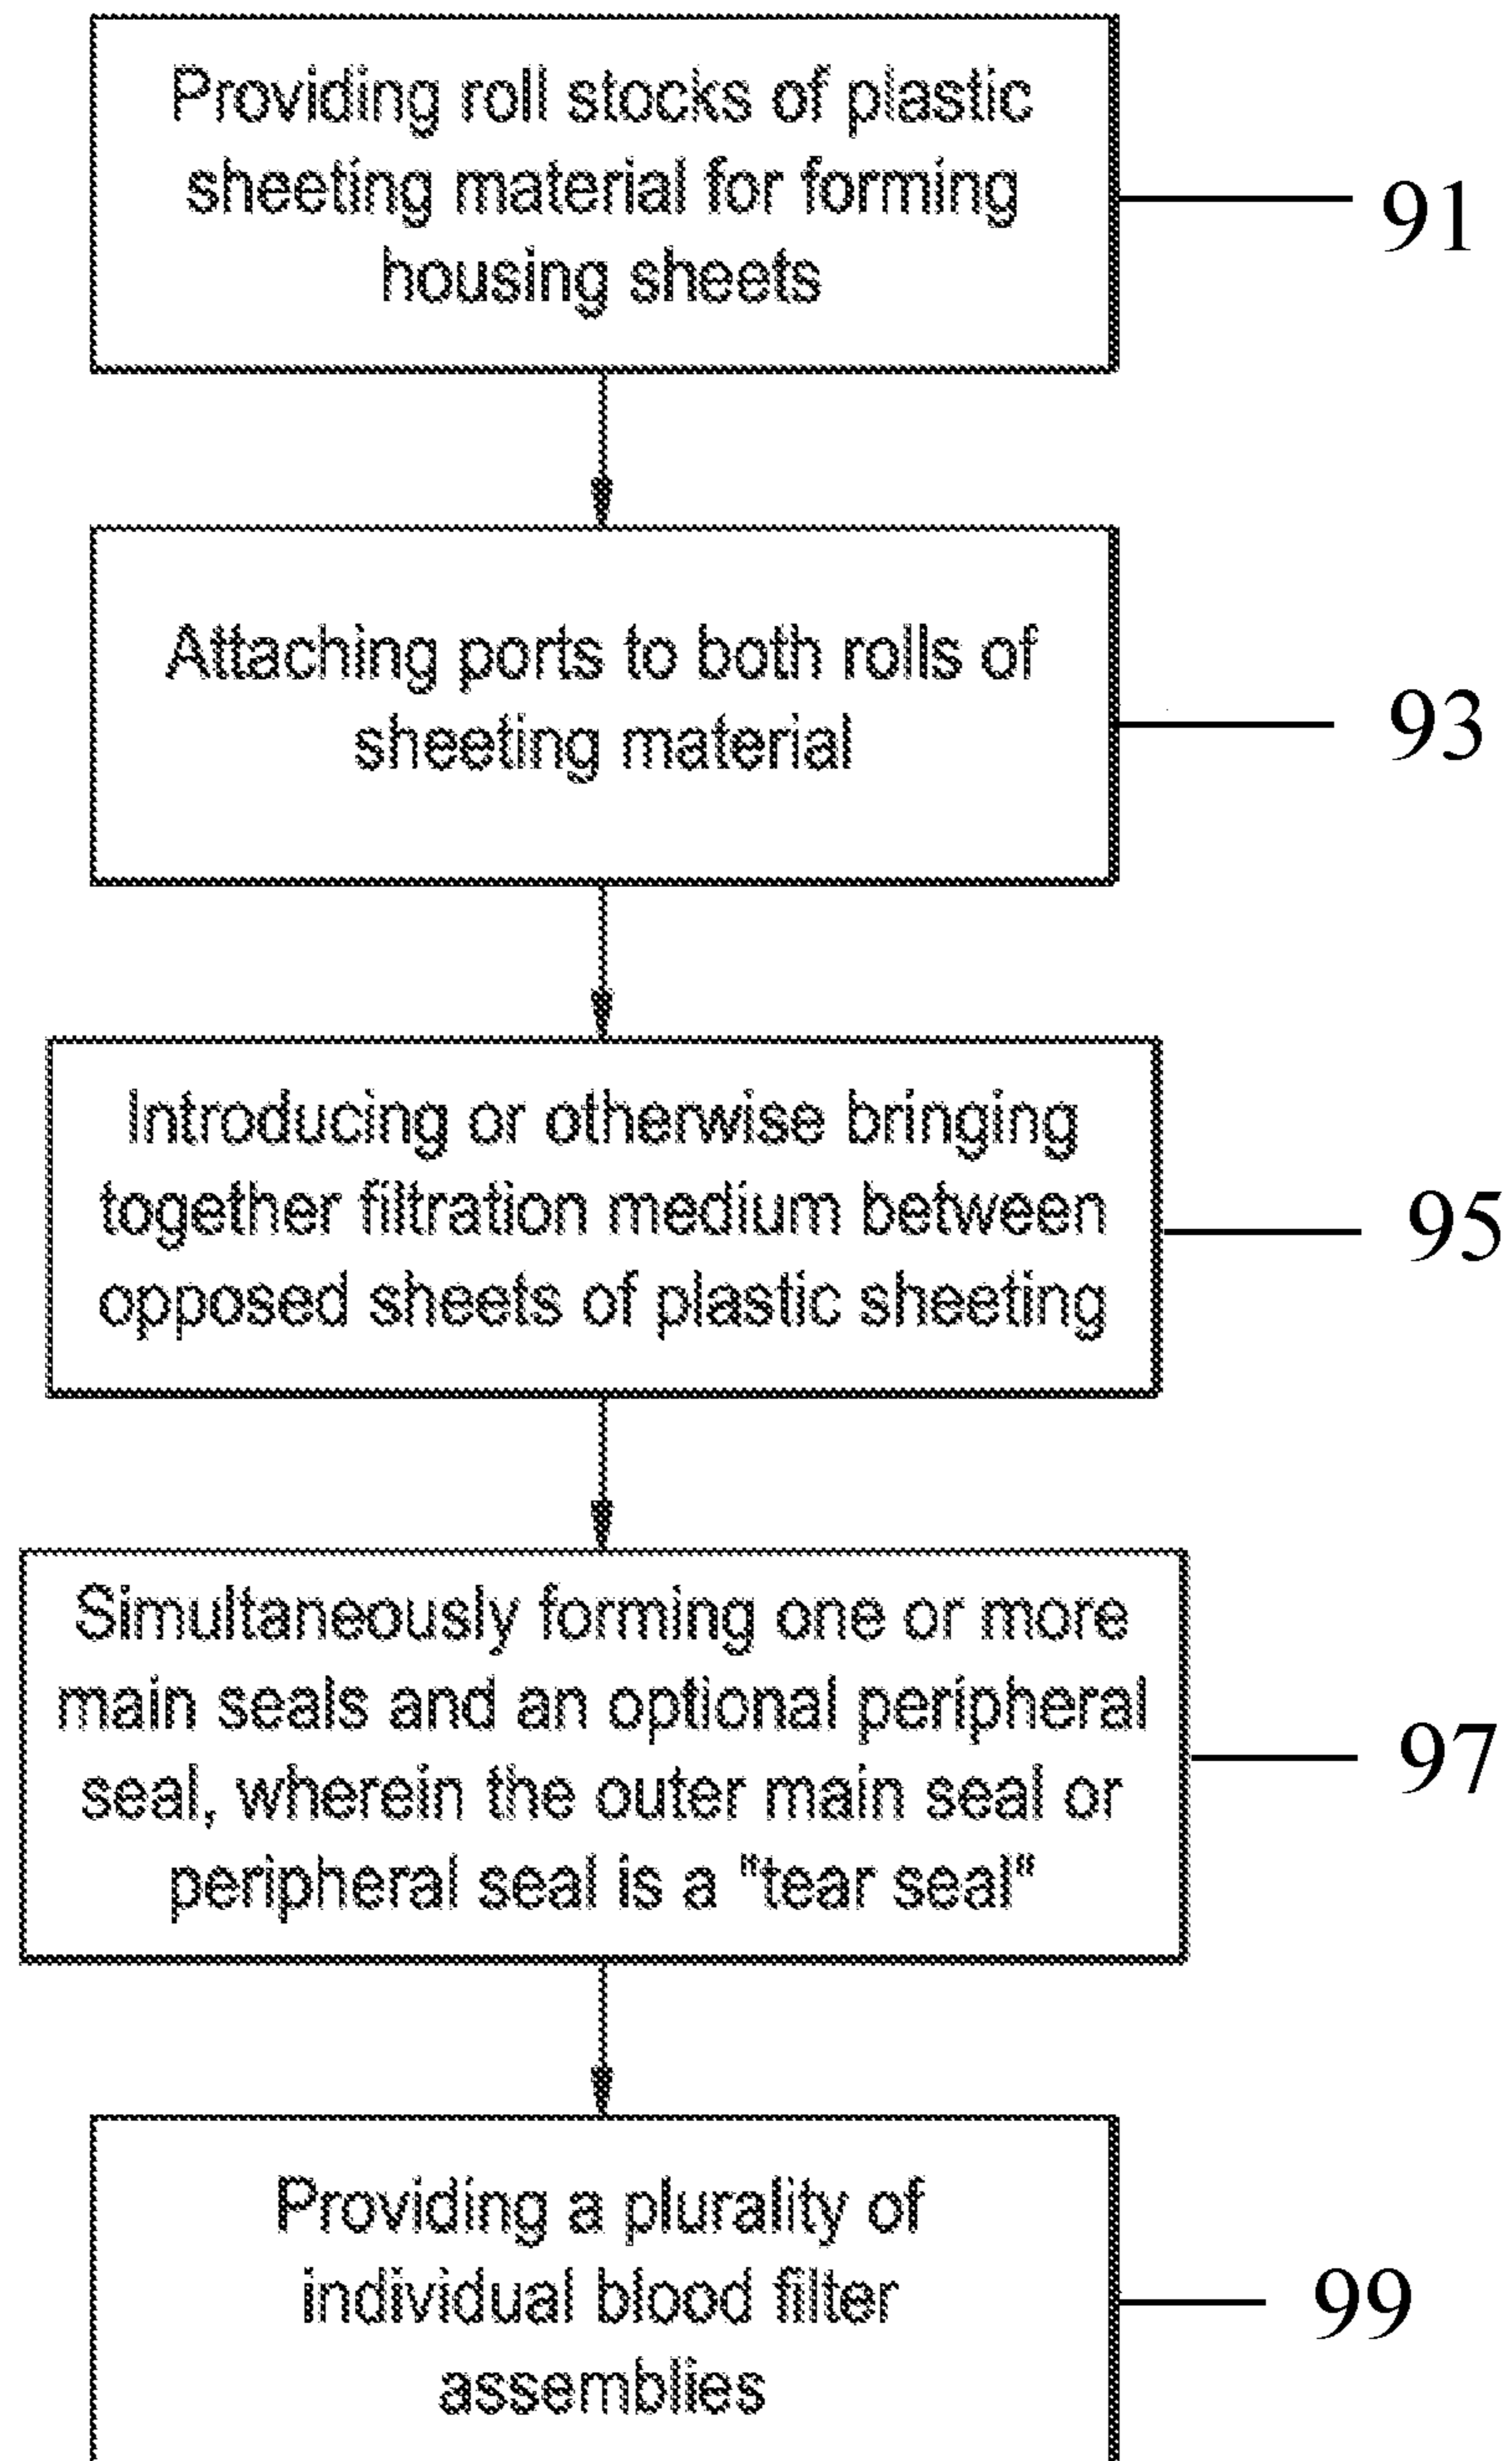 Providing roll stocks of plastic
sheeting material for forming
housing sheets
91
Attaching ports to both rolls of
sheeting material
93
Introducing or otherwise bringing
together filtration medium between
opposed sheets of plastic sheeting
95
Simultaneously forming one or more
main seals and an optional peripheral
seal, wherein the outer main seal or
peripheral seal is a "tear seal"
97
Providing a plurality of
individual blood filter
assemblies
99